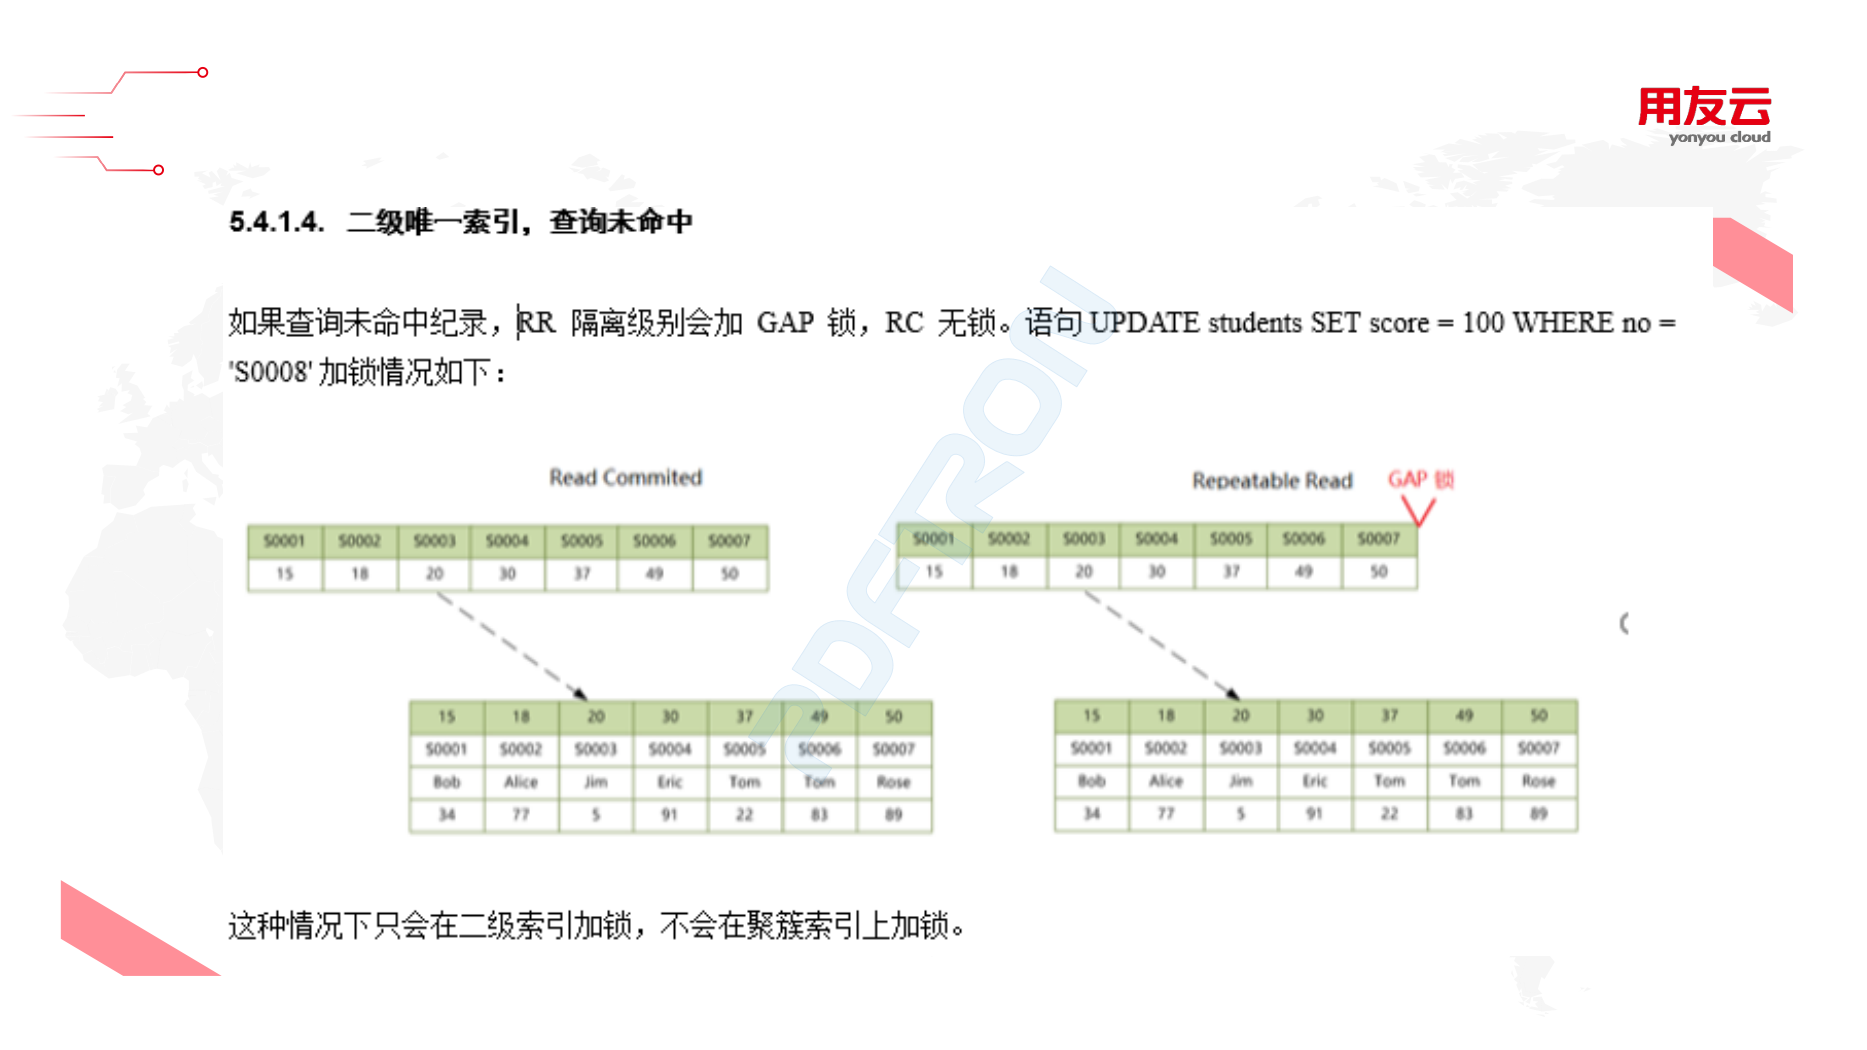 用友云
yonyou cloud
5.4.1.4. 二级唯一索引，查询未命中
如果查询未命中纪录，RR 隔离级别会加 GAP 锁，RC 无锁。语句 UPDATE students SET score = 100 WHERE no =
'S0008' 加锁情况如下：
Read Commited
S0001 S0002 S0003 S0004 S0005 S0006 S0007
15 18 20 30 37 49 50
15 18 20 30 37 49 50
S0001 S0002 S0003 S0004 S0005 S0006 S0007
Bob Alice Jim Eric Tom Tom Rose
34 77 5 91 22 83 89
Repeatable Read GAP 锁
S0001 S0002 S0003 S0004 S0005 S0006 S0007
15 18 20 30 37 49 50
15 18 20 30 37 49 50
S0001 S0002 S0003 S0004 S0005 S0006 S0007
Bob Alice Jim Eric Tom Tom Rose
34 77 5 91 22 83 89
PDFTRON
这种情况下只会在二级索引加锁，不会在聚簇索引上加锁。